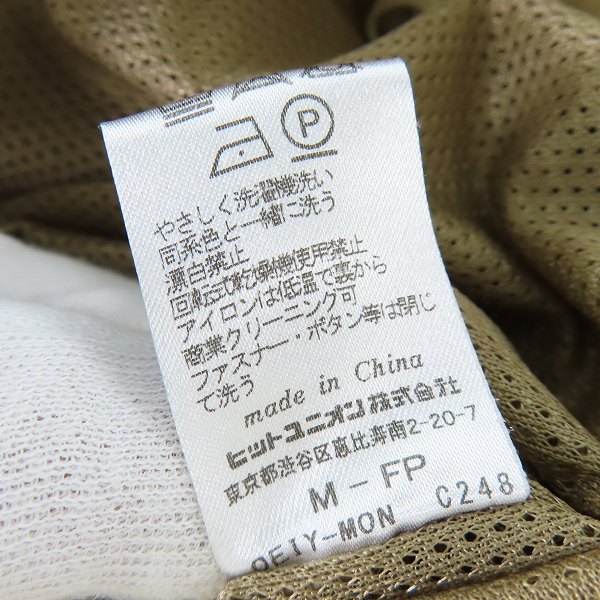 P
やさしく洗濯機洗い
同系色と一緒に洗う
漂白禁止
回転式乾燥機使用禁止
アイロンは低温で裏から
商業クリーニング可
ファスナー・ボタン等は閉じ
て洗う
made in China
ヒットユニオン株式会社
東京都渋谷区恵比寿南2-20-7
M - FP
C248